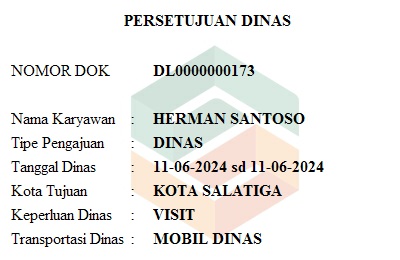 PERSETUJUAN DINAS
NOMOR DOK DL0000000173
Nama Karyawan : HERMAN SANTOSO
Tipe Pengajuan : DINAS
Tanggal Dinas : 11-06-2024 sd 11-06-2024
Kota Tujuan : KOTA SALATIGA
Keperluan Dinas : VISIT
Transportasi Dinas : MOBIL DINAS